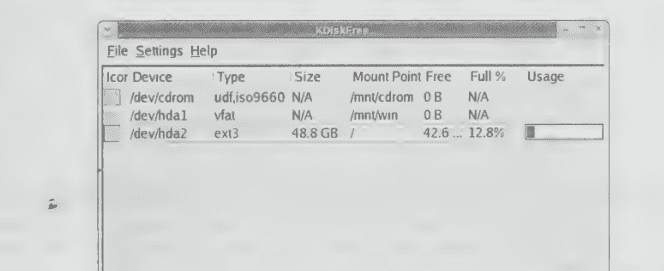 KDiskFree
File Settings Help
Icon Device Type Size Mount Point Free Full % Usage
/dev/cdrom udf,iso9660 N/A /mnt/cdrom 0 B N/A
/dev/hda1 vfat N/A /mnt/win 0 B N/A
/dev/hda2 ext3 48.8 GB / 42.6 ... 12.8%